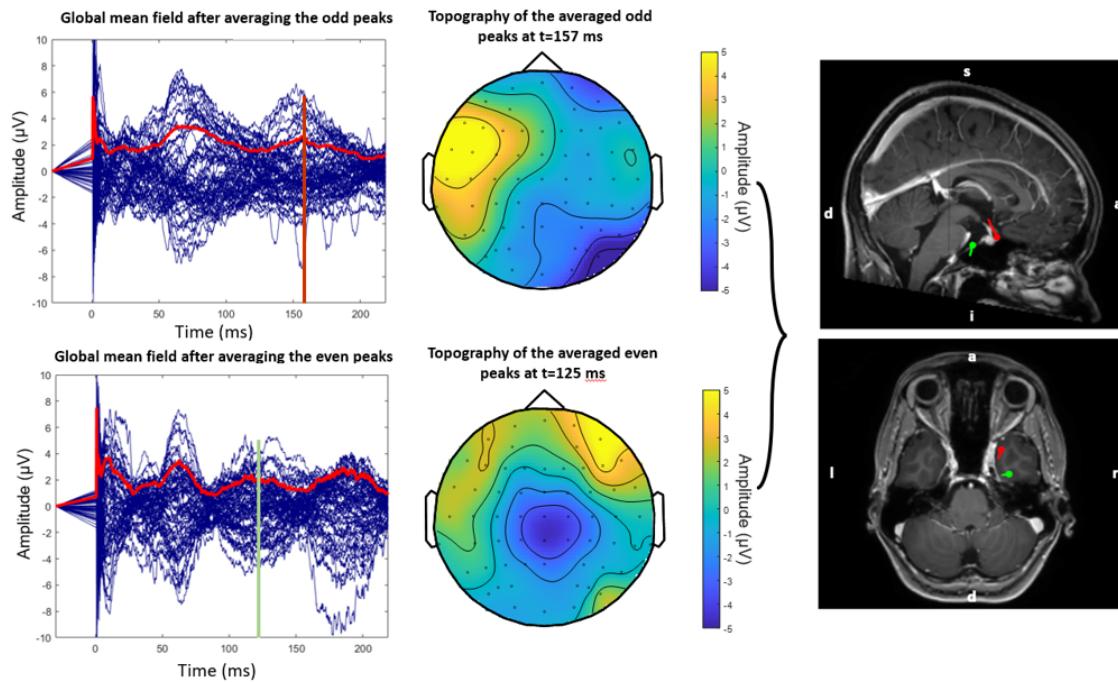 Global mean field after averaging the odd peaks
Topography of the averaged odd
peaks at t=157 ms
10
8
6
4
2
0
-2
-4
-6
-8
-10
Amplitude (µV)
0
50
100
150
200
Time (ms)
5
4
3
2
1
0
-1
-2
-3
-4
-5
Amplitude (µV)
s
d
a
i
Global mean field after averaging the even peaks
Topography of the averaged even
peaks at t=125 ms
10
8
6
4
2
0
-2
-4
-6
-8
-10
Amplitude (µV)
0
50
100
150
200
Time (ms)
5
4
3
2
1
0
-1
-2
-3
-4
-5
Amplitude (µV)
a
l
r
d